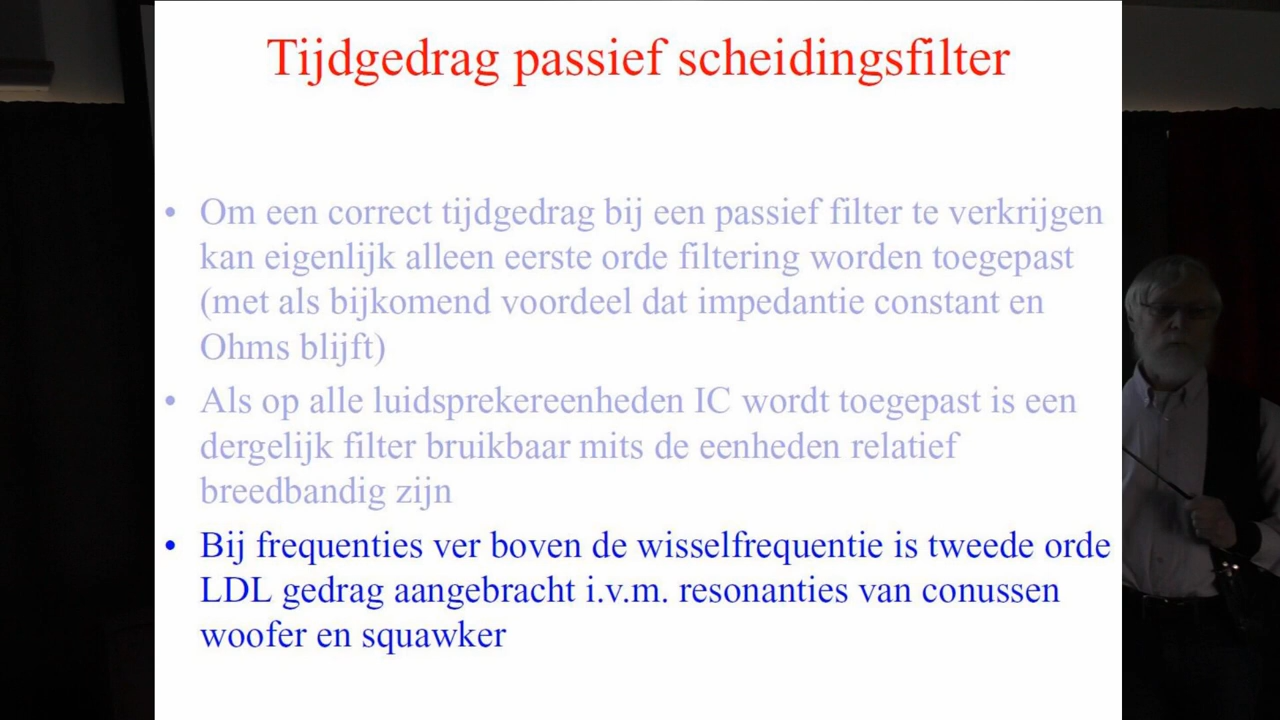 Tijdgedrag passief scheidingsfilter
• Om een correct tijdgedrag bij een passief filter te verkrijgen
kan eigenlijk alleen eerste orde filtering worden toegepast
(met als bijkomend voordeel dat impedantie constant en
Ohms blijft)
• Als op alle luidsprekereenheden IC wordt toegepast is een
dergelijk filter bruikbaar mits de eenheden relatief
breedbandig zijn
• Bij frequenties ver boven de wisselfrequentie is tweede orde
LDL gedrag aangebracht i.v.m. resonanties van conussen
woofer en squawker